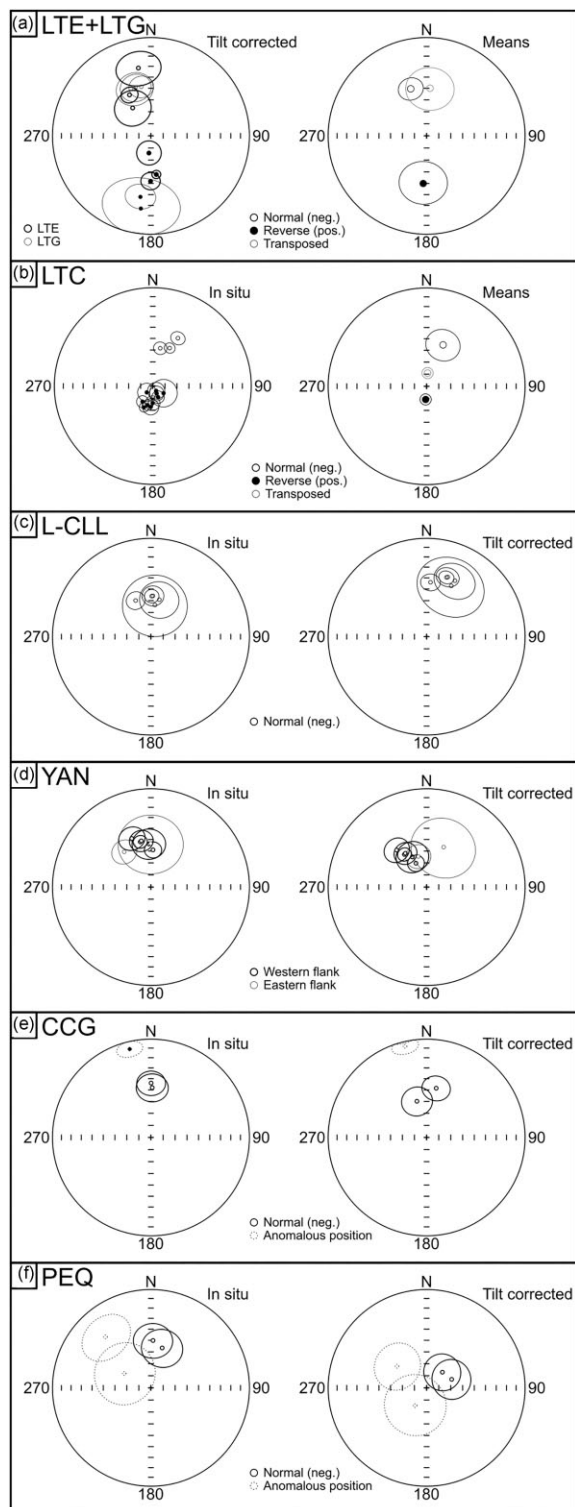 (a) LTE+LTG
Tilt corrected
Means
N
N
270
90
270
90
LTE
LTG
180
Normal (neg.)
Reverse (pos.)
Transposed
180
(b) LTC
In situ
Means
N
N
270
90
270
90
180
Normal (neg.)
Reverse (pos.)
Transposed
180
(c) L-CLL
In situ
Tilt corrected
N
N
270
90
270
90
Normal (neg.)
180
180
(d) YAN
In situ
Tilt corrected
N
N
270
90
270
90
Western flank
Eastern flank
180
180
(e) CCG
In situ
Tilt corrected
N
N
270
90
270
90
Normal (neg.)
Anomalous position
180
180
(f) PEQ
In situ
Tilt corrected
N
N
270
90
270
90
Normal (neg.)
Anomalous position
180
180